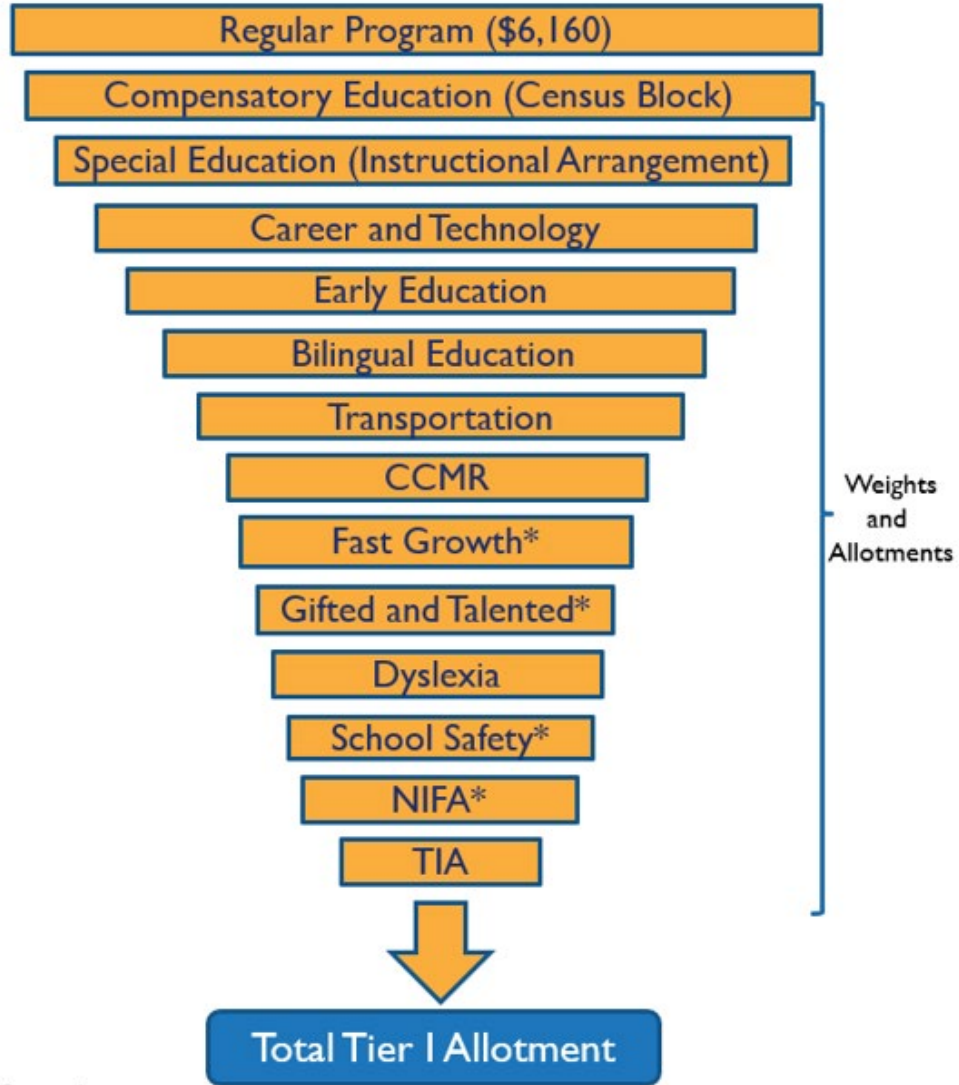 Regular Program ($6,160)
Compensatory Education (Census Block)
Special Education (Instructional Arrangement)
Career and Technology
Early Education
Bilingual Education
Transportation
CCMR
Fast Growth*
Gifted and Talented*
Dyslexia
School Safety*
NIFA*
TIA
Weights
and
Allotments
Total Tier I Allotment